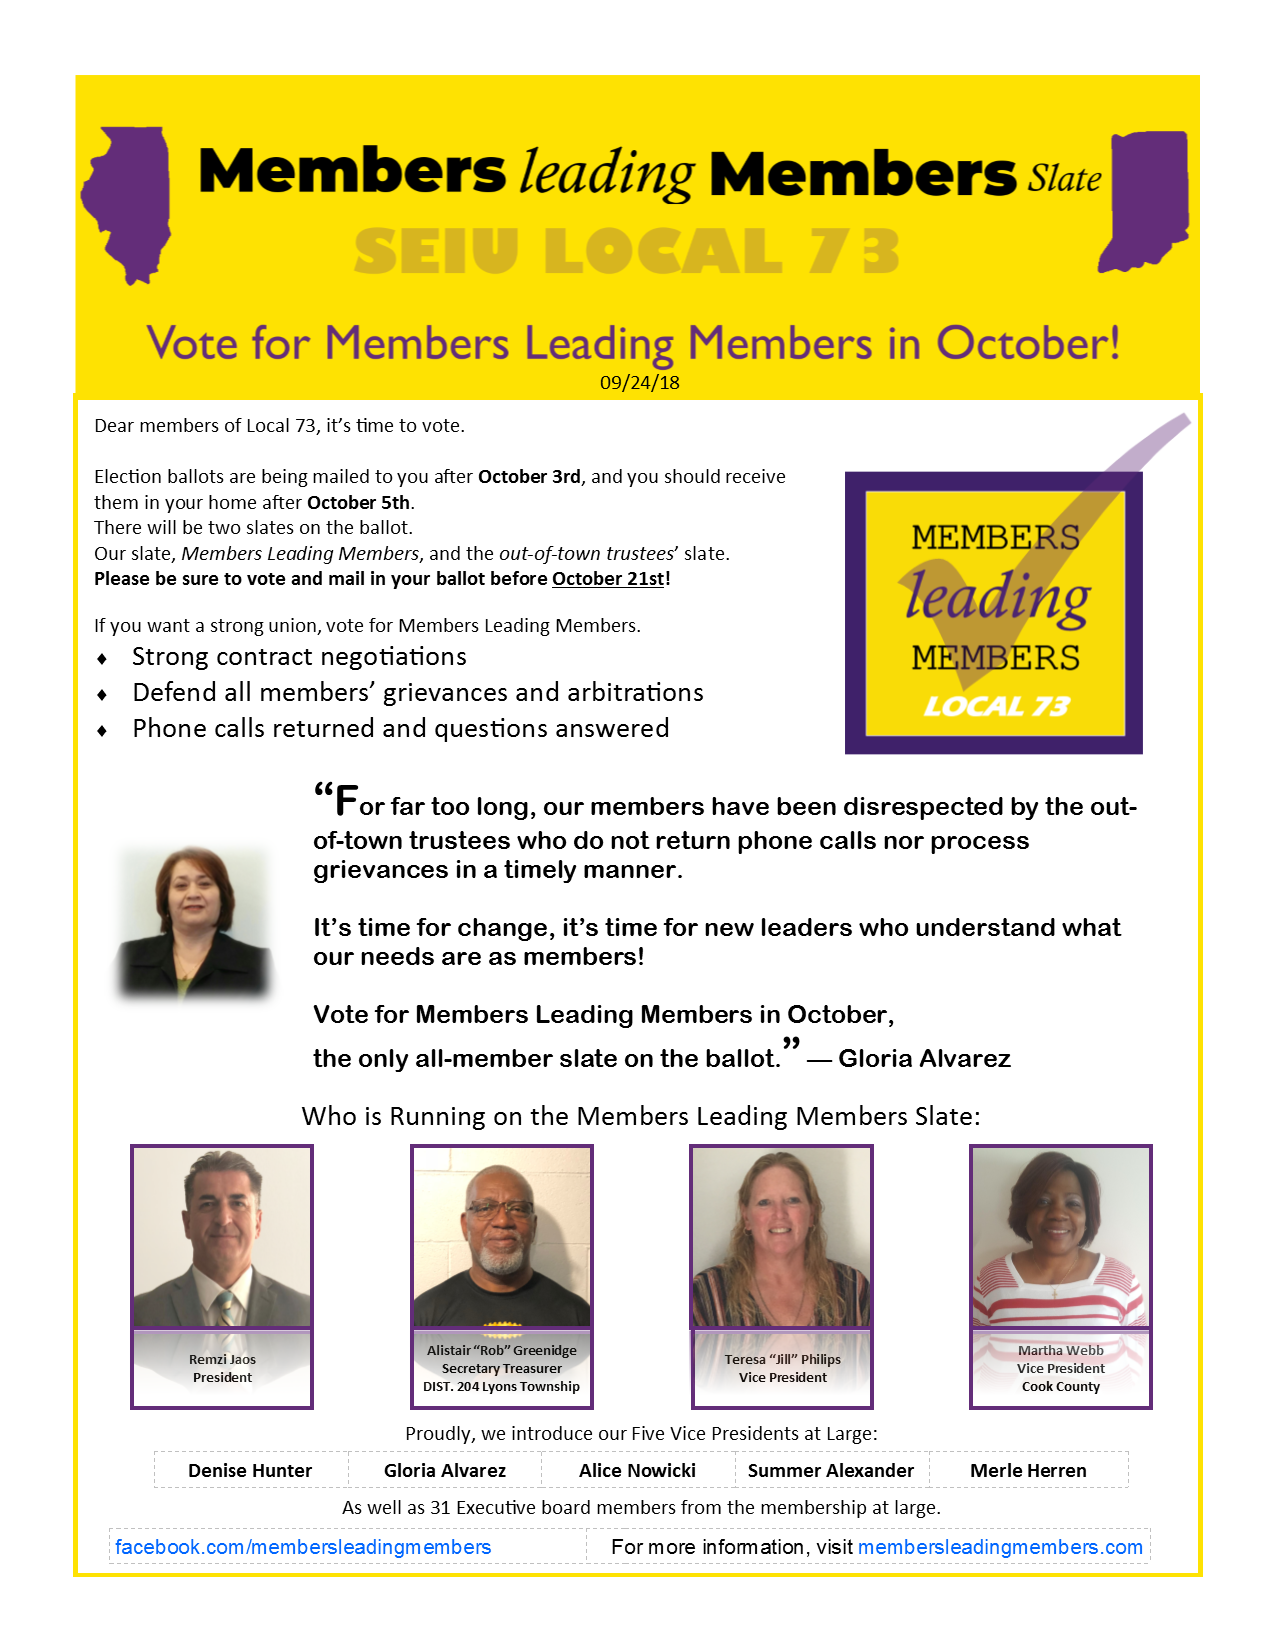 Members leading Members Slate
SEIU LOCAL 73
Vote for Members Leading Members in October!
09/24/18
Dear members of Local 73, it’s time to vote.
Election ballots are being mailed to you after October 3rd, and you should receive
them in your home after October 5th.
There will be two slates on the ballot.
Our slate, Members Leading Members, and the out-of-town trustees’ slate.
Please be sure to vote and mail in your ballot before October 21st!
If you want a strong union, vote for Members Leading Members.
♦ Strong contract negotiations
♦ Defend all members’ grievances and arbitrations
♦ Phone calls returned and questions answered
MEMBERS
leading
MEMBERS
LOCAL 73
“For far too long, our members have been disrespected by the out-
of-town trustees who do not return phone calls nor process
grievances in a timely manner.
It’s time for change, it’s time for new leaders who understand what
our needs are as members!
Vote for Members Leading Members in October,
the only all-member slate on the ballot.” — Gloria Alvarez
Who is Running on the Members Leading Members Slate:
Remzi Jaos
President
Alistair “Rob” Greenidge
Secretary Treasurer
DIST. 204 Lyons Township
Teresa “Jill” Philips
Vice President
Martha Webb
Vice President
Cook County
Proudly, we introduce our Five Vice Presidents at Large:
Denise Hunter Gloria Alvarez Alice Nowicki Summer Alexander Merle Herren
As well as 31 Executive board members from the membership at large.
facebook.com/membersleadingmembers For more information, visit membersleadingmembers.com